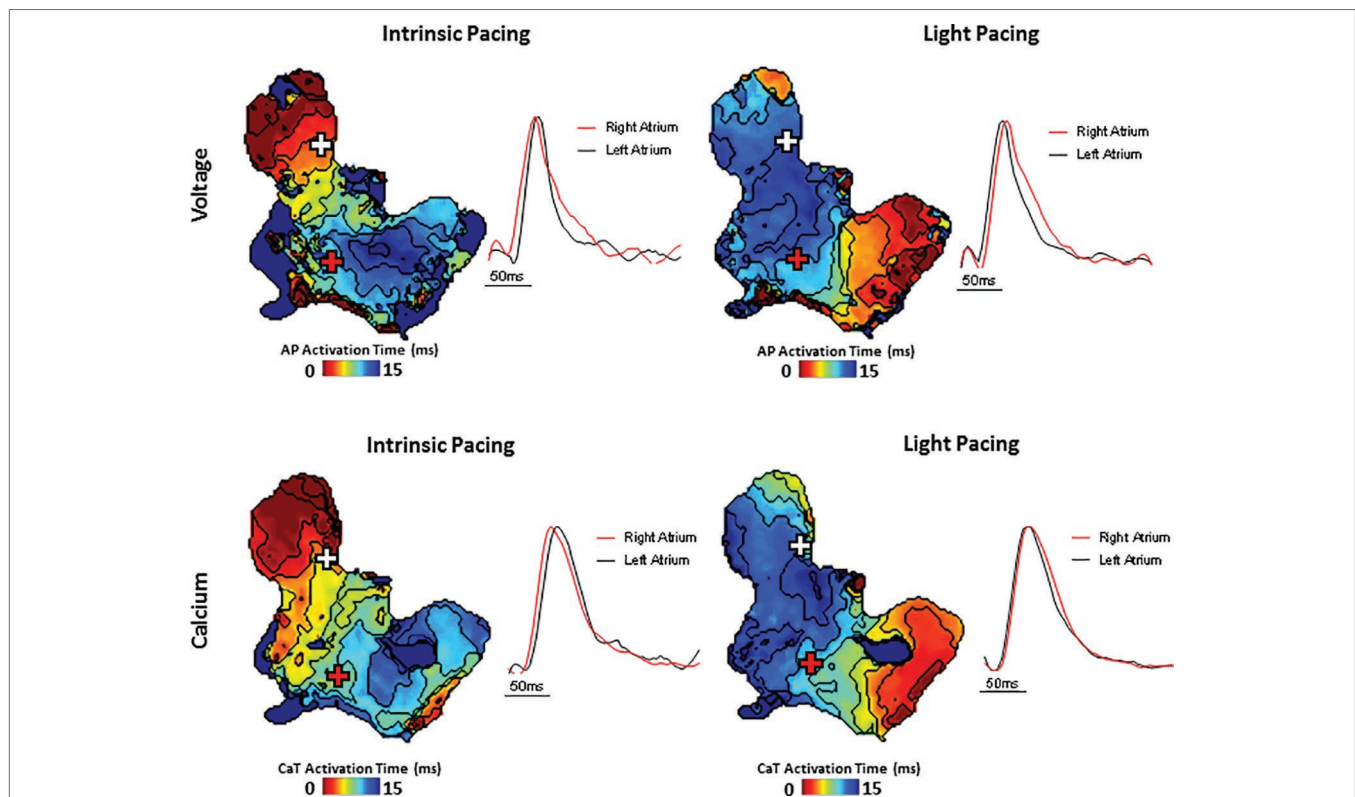 Intrinsic Pacing
Light Pacing
Voltage
Right Atrium
Left Atrium
50ms
AP Activation Time (ms)
0 15
Right Atrium
Left Atrium
50ms
AP Activation Time (ms)
0 15
Intrinsic Pacing
Light Pacing
Calcium
Right Atrium
Left Atrium
50ms
CaT Activation Time (ms)
0 15
Right Atrium
Left Atrium
50ms
CaT Activation Time (ms)
0 15